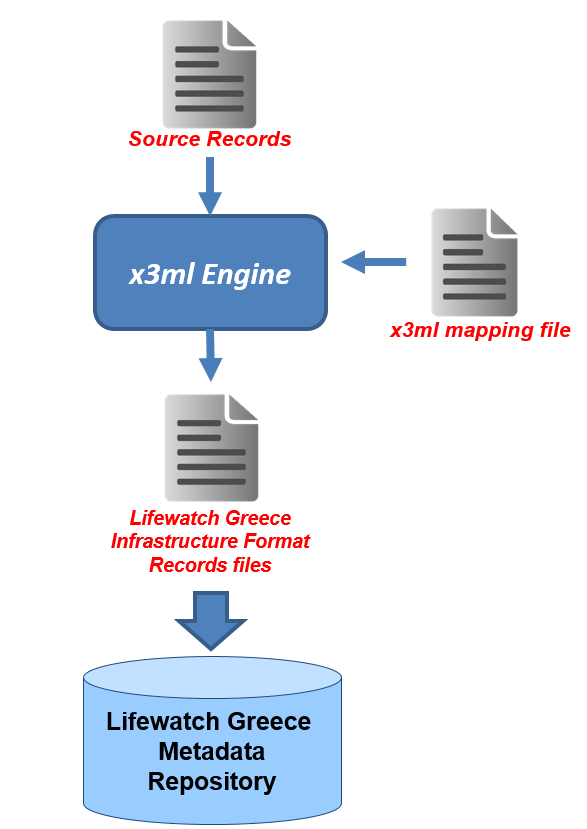 Source Records
x3ml Engine
x3ml mapping file
Lifewatch Greece
Infrastructure Format
Records files
Lifewatch Greece
Metadata
Repository